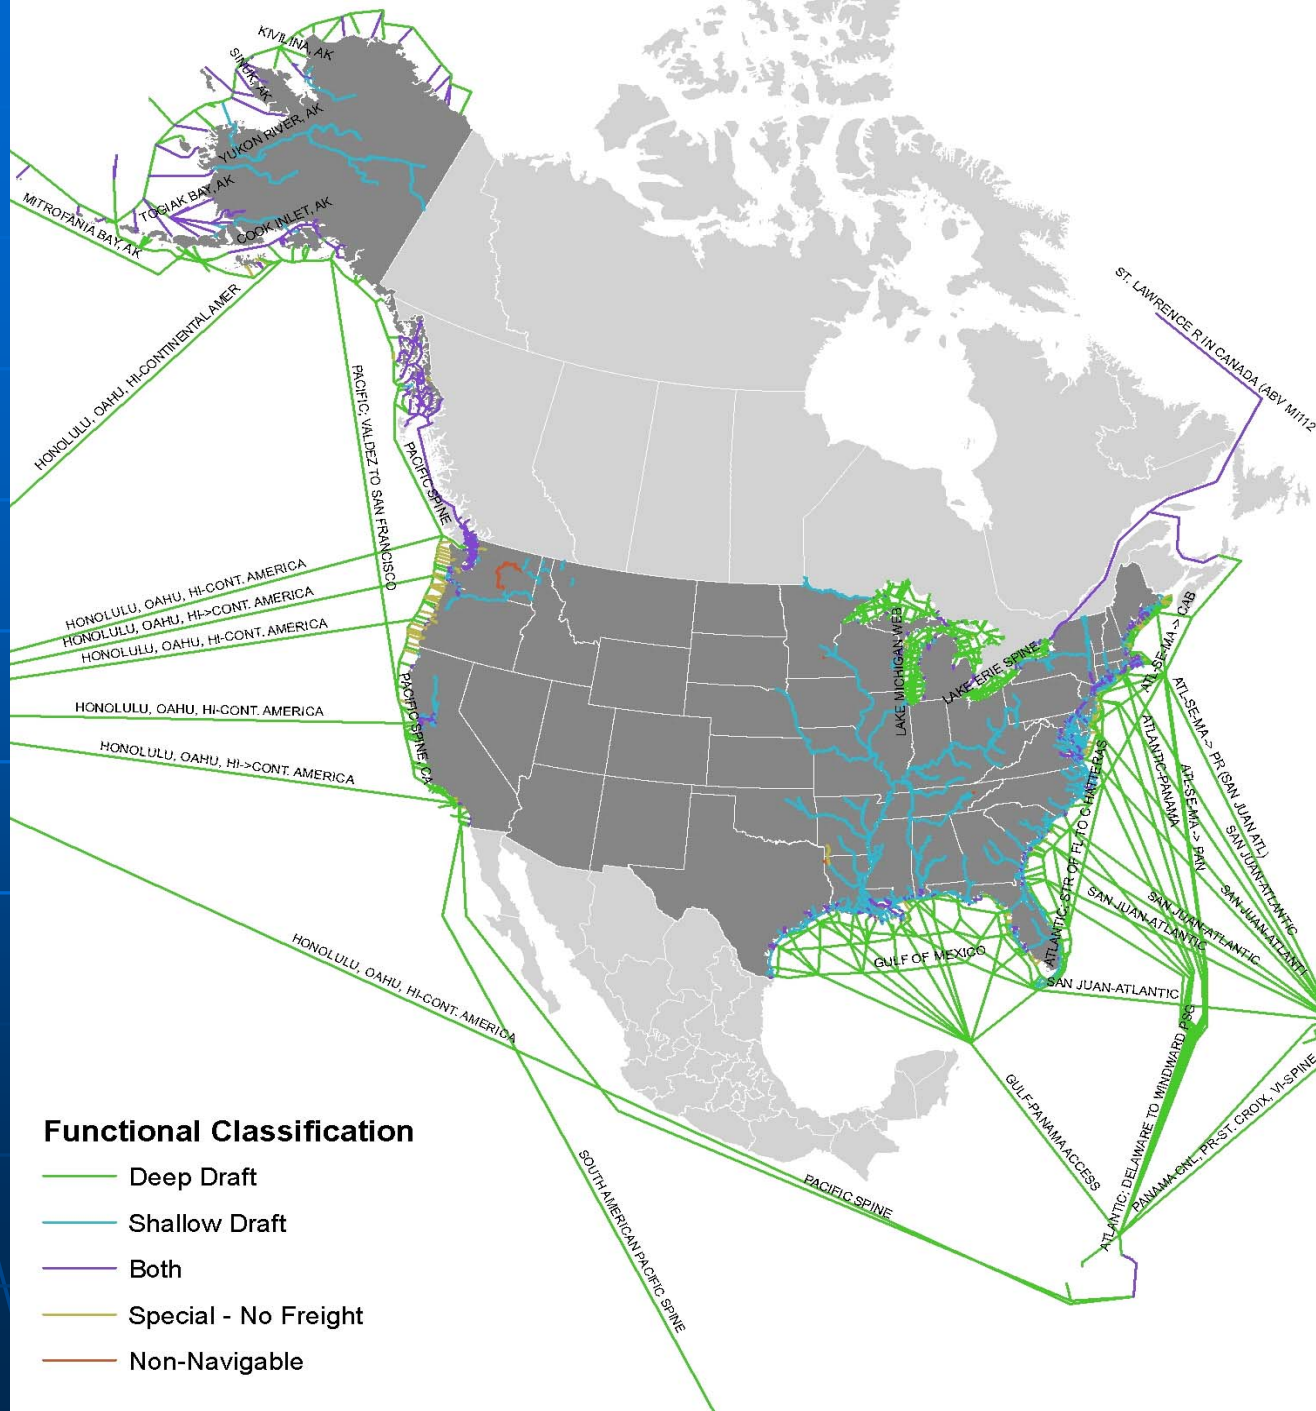 KIVILINA, AK
SINUK, AK
YUKON RIVER, AK
TOGIAK BAY, AK
COOK INLET, AK
MITROFANIA BAY, AK
HONOLULU, OAHU, HI-CONTINENTAL AMER
PACIFIC; VALDEZ TO SAN FRANCISCO
PACIFIC SPINE
ST. LAWRENCE R IN CANADA (ABV MI112
HONOLULU, OAHU, HI-CONT. AMERICA
HONOLULU, OAHU, HI->CONT. AMERICA
HONOLULU, OAHU, HI-CONT. AMERICA
HONOLULU, OAHU, HI-CONT. AMERICA
HONOLULU, OAHU, HI->CONT. AMERICA
PACIFIC SPINE, CA
LAKE MICHIGAN WEB
LAKE ERIE SPINE
ATL-SE-MA-> CAB
ATL-SE-MA-> PR (SAN JUAN ATL)
ATLANTIC-PANAMA
ATL-SE-MA-> PAN
ATLANTIC; STR OF FL TO C HATTERAS
SAN JUAN-ATLANTIC
SAN JUAN-ATLANTIC
SAN JUAN-ATLANTIC
SAN JUAN-ATLANTI
GULF OF MEXICO
SAN JUAN-ATLANTIC
HONOLULU, OAHU, HI-CONT. AMERICA
GULF-PANAMA ACCESS
ATLANTIC; DELAWARE TO WINDWARD PSG
PANAMA CNL, PR-ST. CROIX, VI-SPINE
PACIFIC SPINE
SOUTH AMERICAN PACIFIC SPINE
Functional Classification
Deep Draft
Shallow Draft
Both
Special - No Freight
Non-Navigable